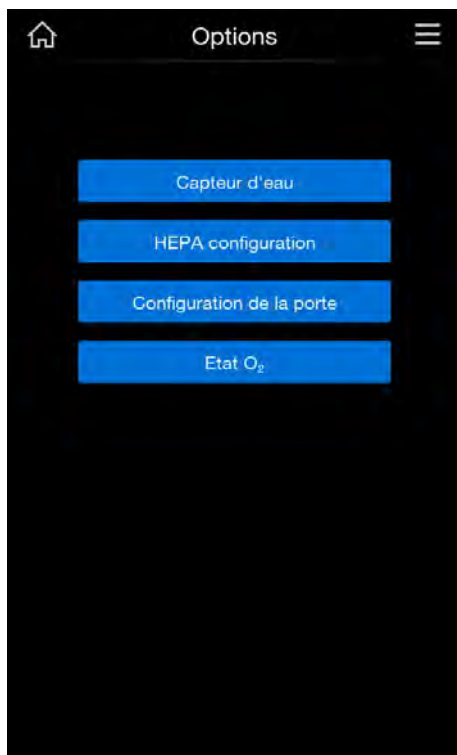 Options
Capteur d'eau
HEPA configuration
Configuration de la porte
Etat O₂